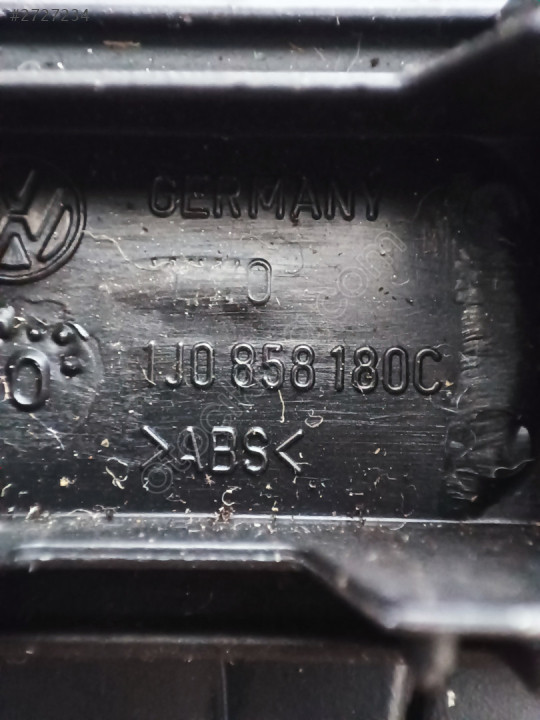 #2727234
GERMANY
1J0 858 180C
0
>ABS<